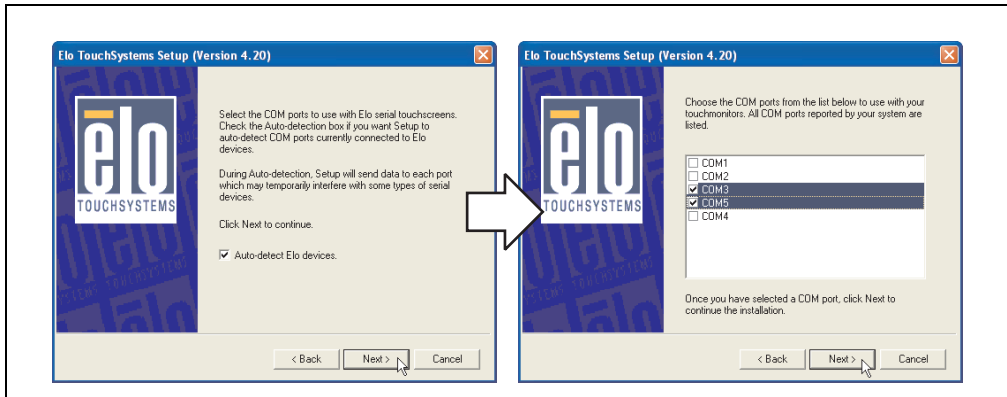 Elo TouchSystems Setup (Version 4.20)
elo
TOUCHSYSTEMS
Select the COM ports to use with Elo serial touchscreens.
Check the Auto-detection box if you want Setup to
auto-detect COM ports currently connected to Elo
devices.
During Auto-detection, Setup will send data to each port
which may temporarily interfere with some types of serial
devices.
Click Next to continue.
Auto-detect Elo devices.
< Back
Next >
Cancel
Elo TouchSystems Setup (Version 4.20)
elo
TOUCHSYSTEMS
Choose the COM ports from the list below to use with your
touchmonitors. All COM ports reported by your system are
listed.
COM1
COM2
COM3
COM5
COM4
Once you have selected a COM port, click Next to
continue the installation.
< Back
Next >
Cancel